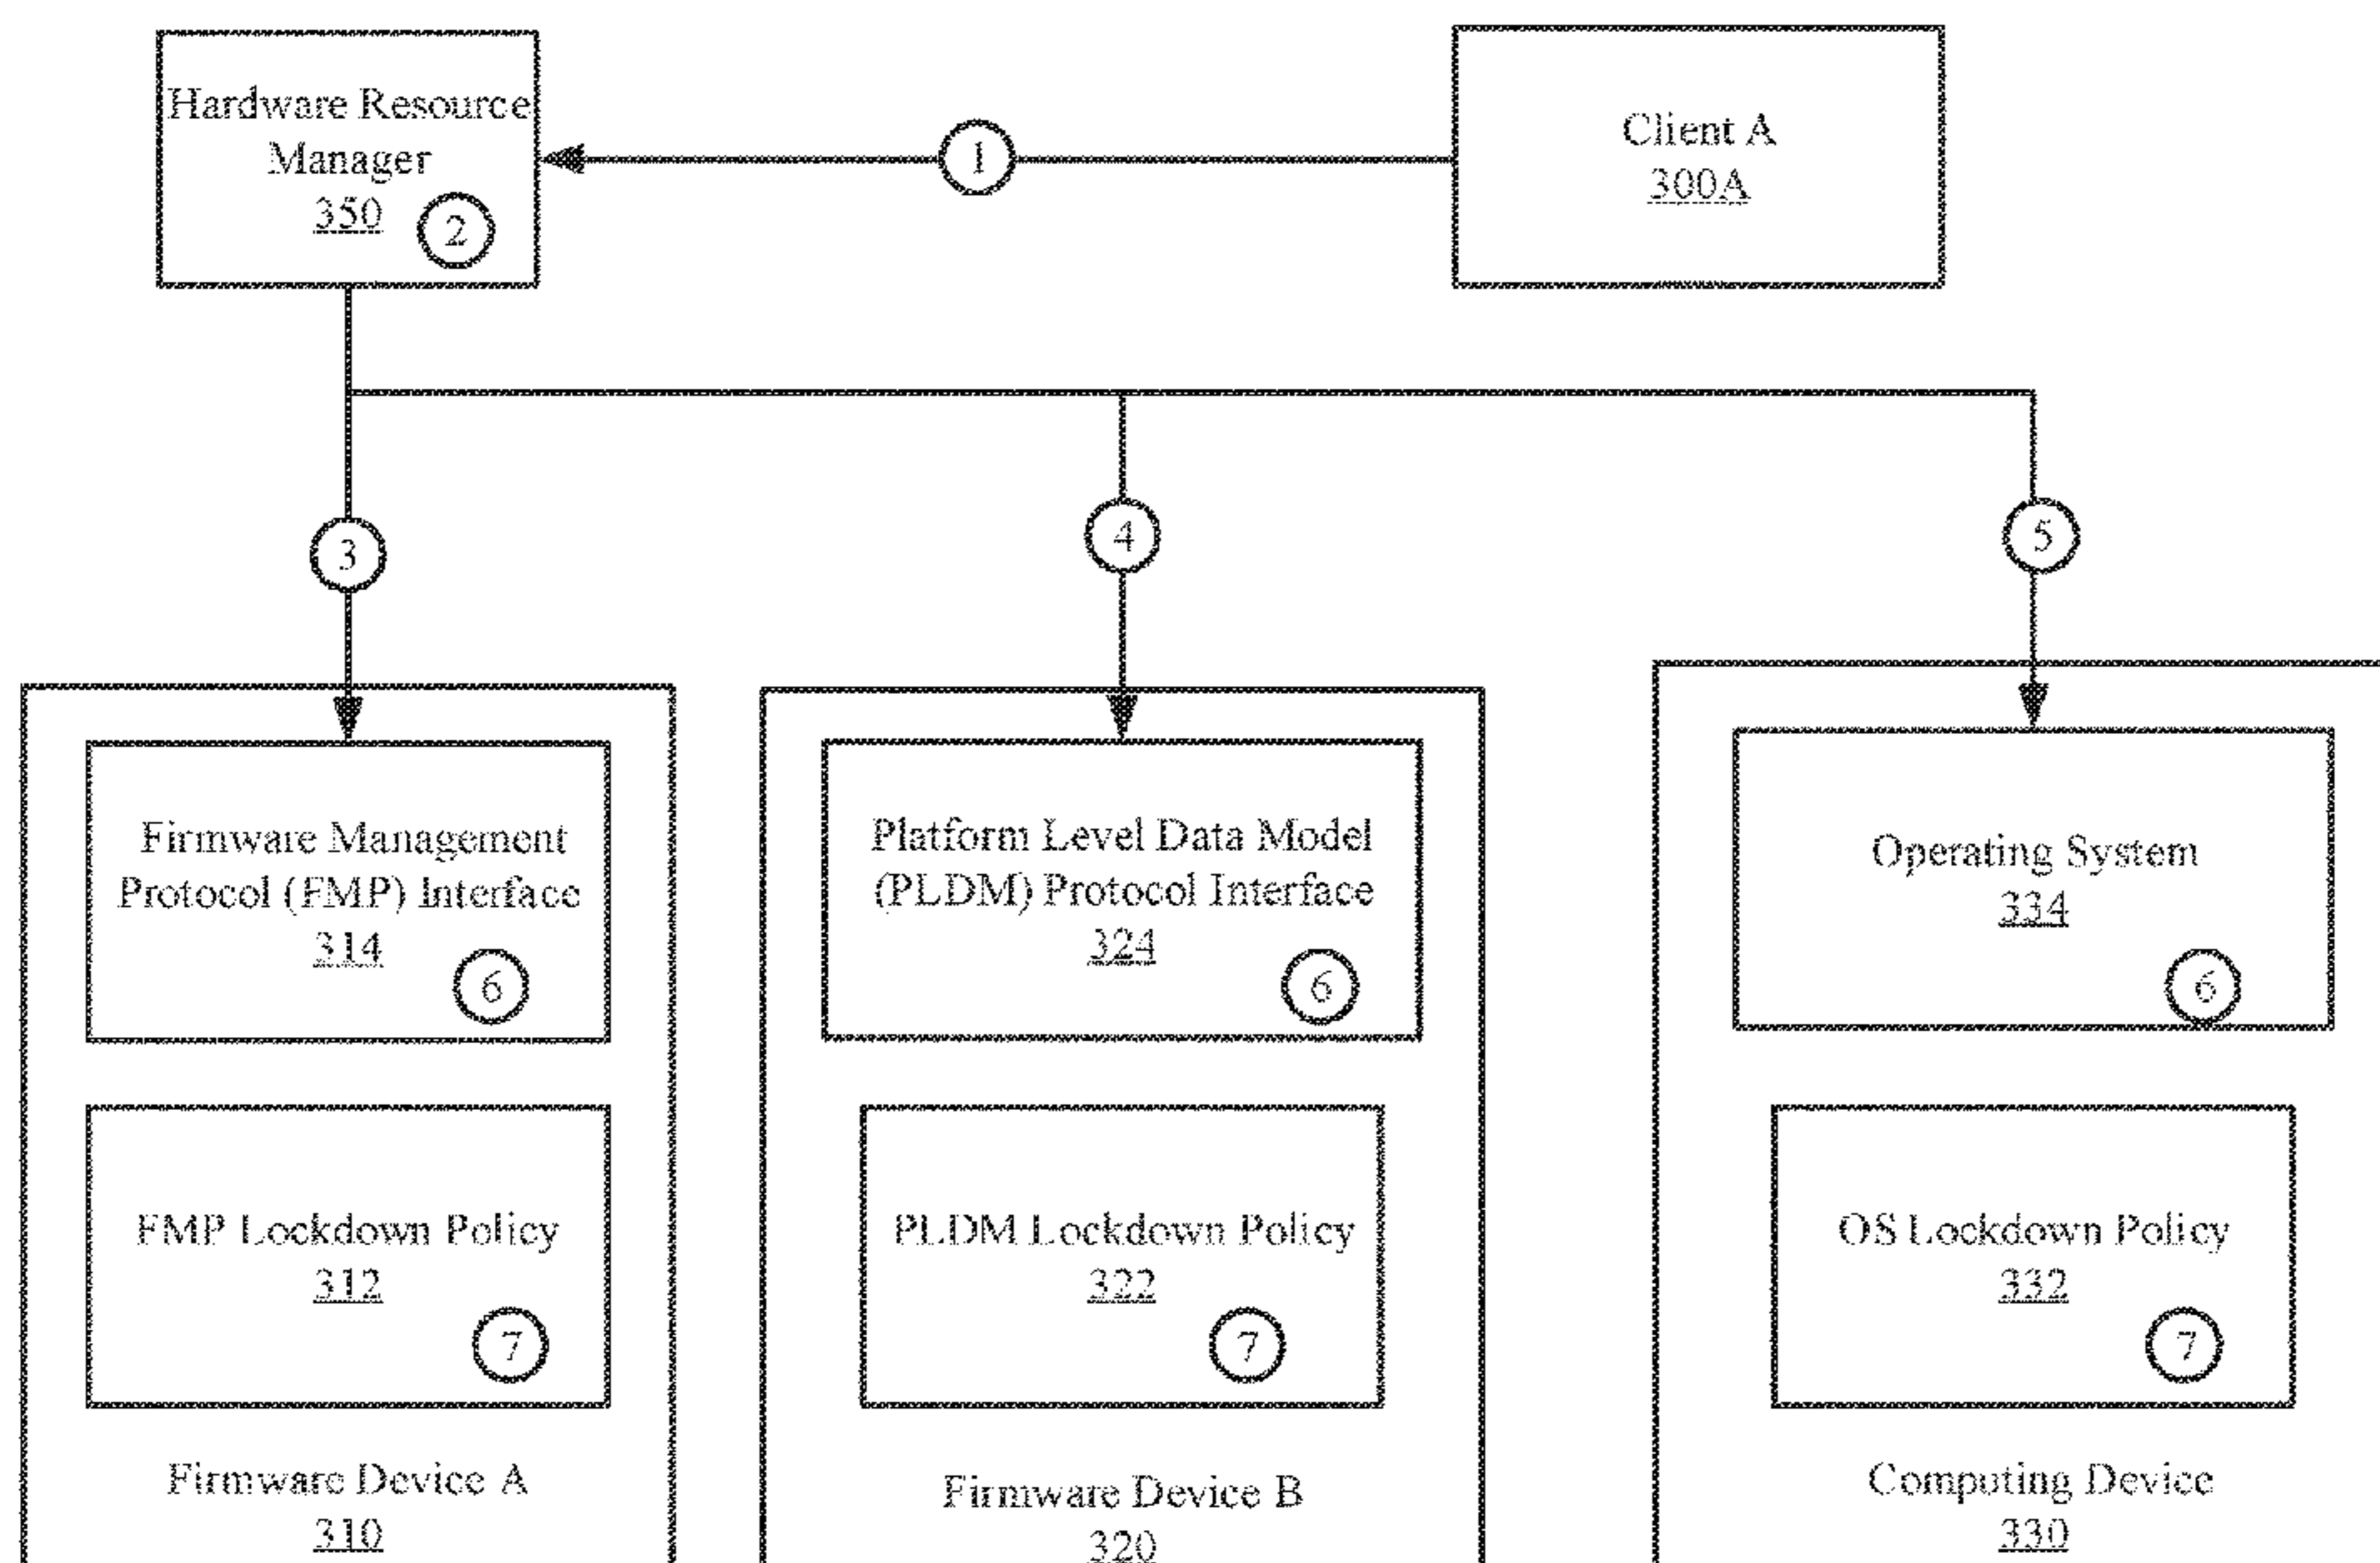 Hardware Resource
Manager
350
2
1
Client A
300A
3
4
5
Firmware Management
Protocol (FMP) Interface
314
6
Platform Level Data Model
(PLDM) Protocol Interface
324
6
Operating System
334
6
FMP Lockdown Policy
312
7
PLDM Lockdown Policy
322
7
OS Lockdown Policy
332
7
Firmware Device A
310
Firmware Device B
320
Computing Device
330